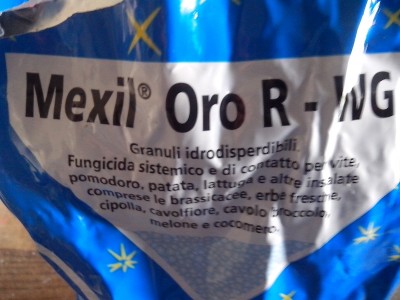 Mexil® Oro R - WG
Granuli idrodisperdibili.
Fungicida sistemico e di contatto per vite,
pomodoro, patata, lattuga e altre insalate
comprese le brassicacee, erbe fresche,
cipolla, cavolfiore, cavolo broccolo,
melone e cocomero.